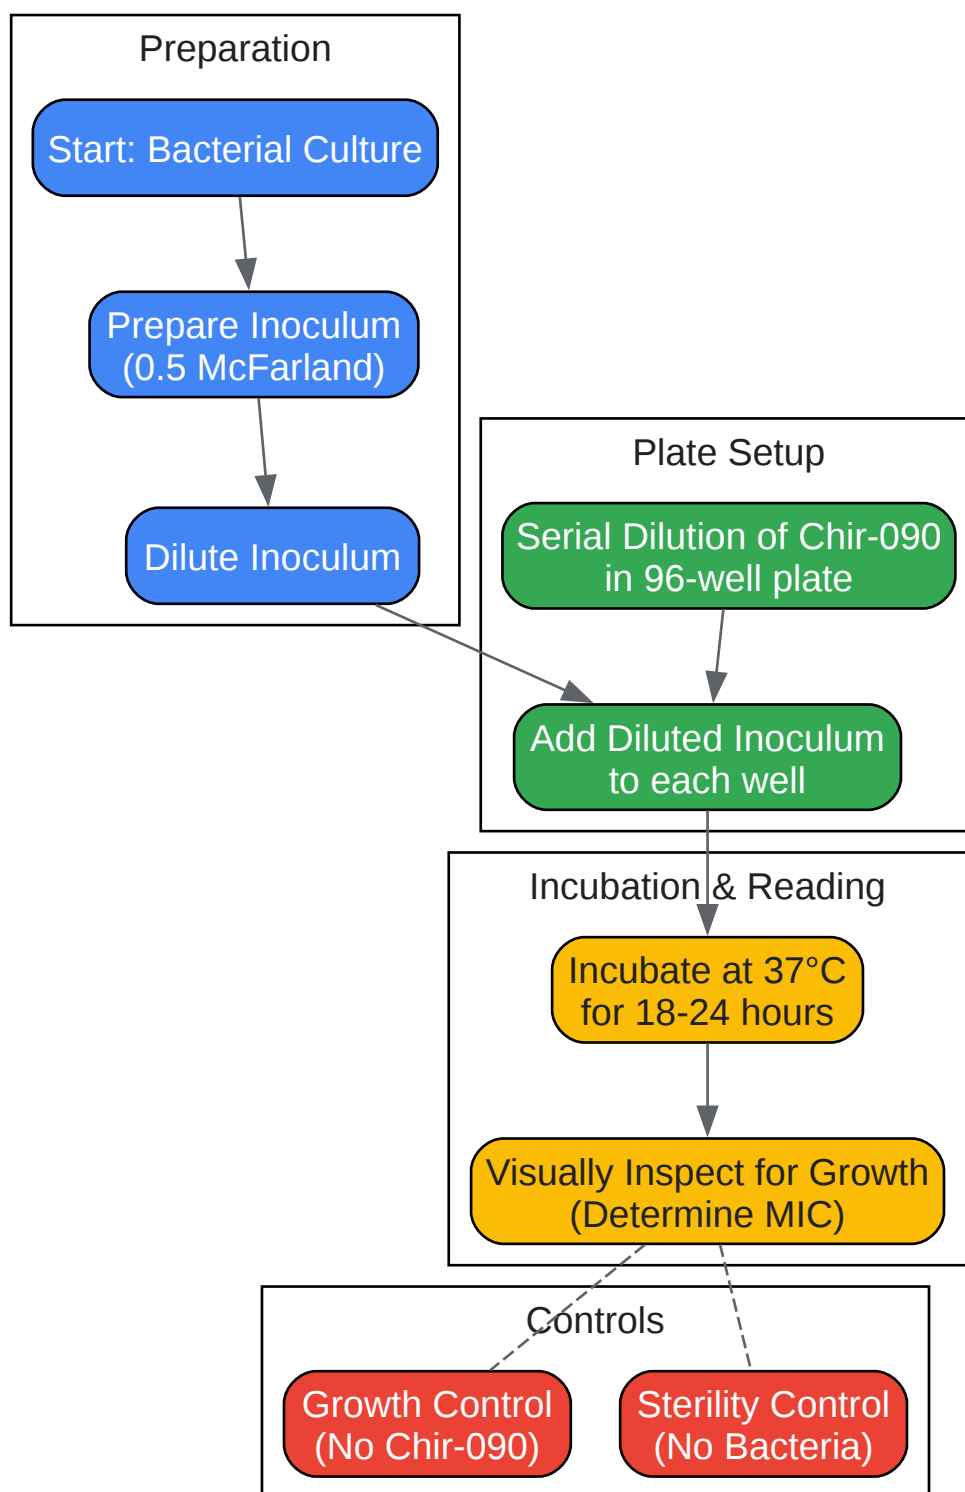 Preparation
Start: Bacterial Culture
Prepare Inoculum
(0.5 McFarland)
Dilute Inoculum
Plate Setup
Serial Dilution of Chir-090
in 96-well plate
Add Diluted Inoculum
to each well
Incubation & Reading
Incubate at 37°C
for 18-24 hours
Visually Inspect for Growth
(Determine MIC)
Controls
Growth Control
(No Chir-090)
Sterility Control
(No Bacteria)